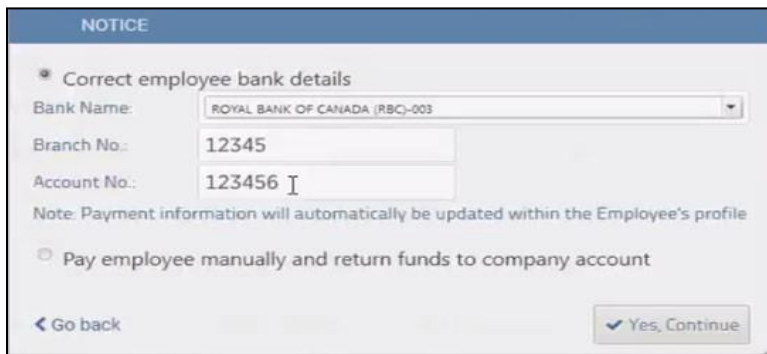 NOTICE
Correct employee bank details
Bank Name: ROYAL BANK OF CANADA (RBC)-003
Branch No.: 12345
Account No.: 123456
Note: Payment information will automatically be updated within the Employee's profile
Pay employee manually and return funds to company account
Go back Yes, Continue